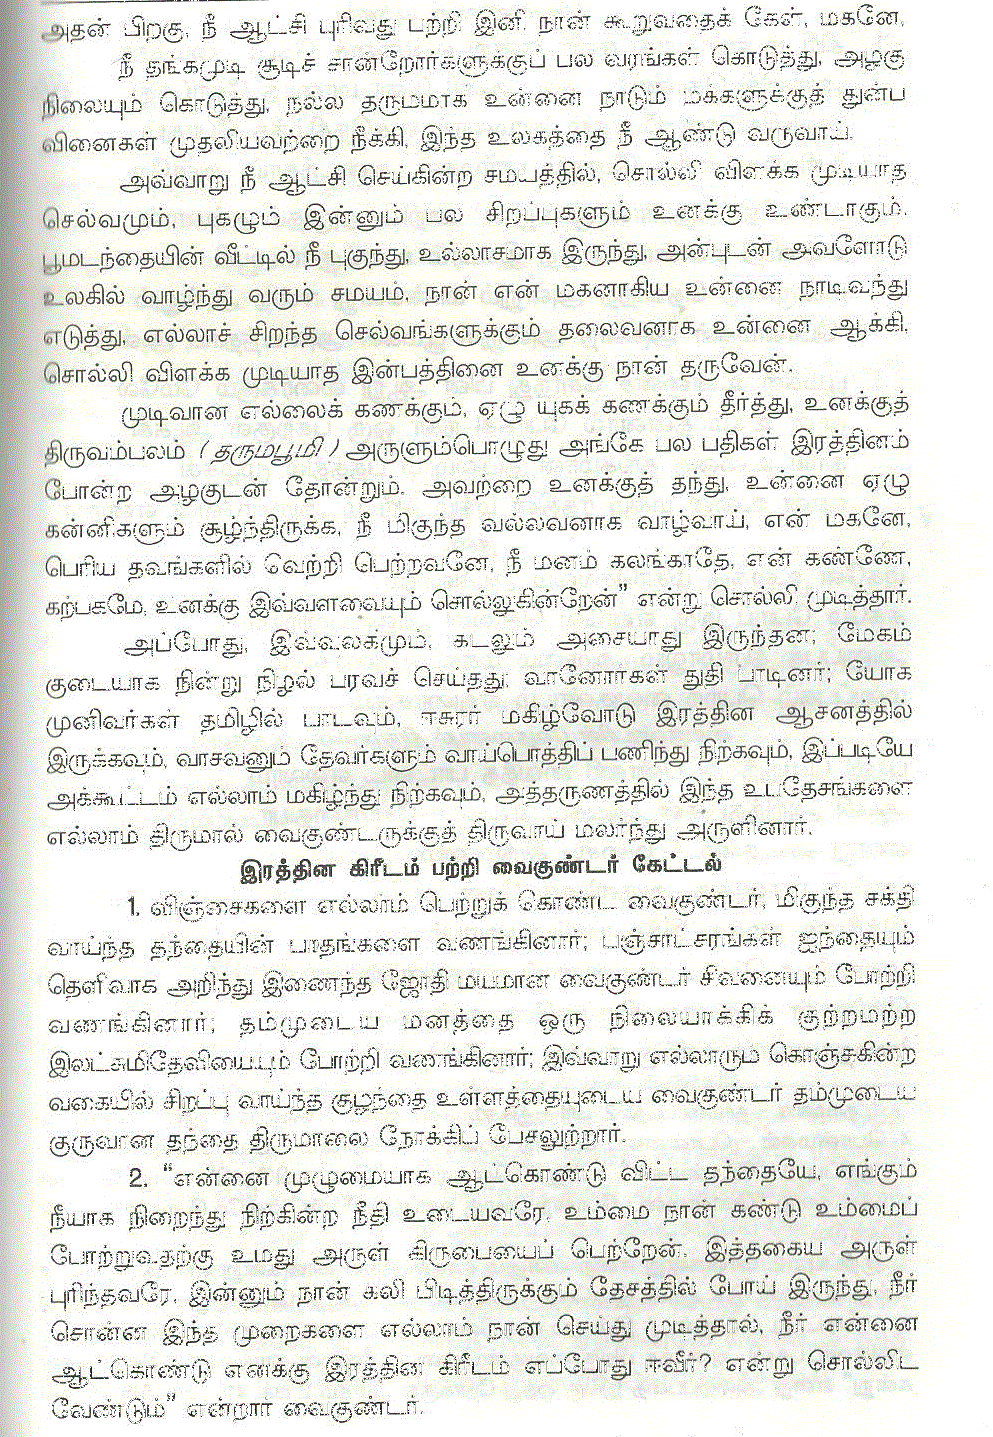 அதன் பிறகு, நீ ஆட்சி புரிவது பற்றி இனி நான் கூறுவதைக் கேள், மகனே,
நீ தங்கமுடி சூடிச் சான்றோர்களுக்குப் பல வரங்கள் கொடுத்து, அழகு
நிலையும் கொடுத்து, நல்ல தருமமாக உன்னை நாடும் மக்களுக்குத் துன்ப
வினைகள் முதலியவற்றை நீக்கி, இந்த உலகத்தை நீ ஆண்டு வருவாய்.
அவ்வாறு நீ ஆட்சி செய்கின்ற சமயத்தில், சொல்லி விளக்க முடியாத
செல்வமும், புகழும் இன்னும் பல சிறப்புகளும் உனக்கு உண்டாகும்.
பூமடந்தையின் வீட்டில் நீ புகுந்து, உல்லாசமாக இருந்து, அன்புடன் அவளோடு
உலகில் வாழ்ந்து வரும் சமயம், நான் என் மகனாகிய உன்னை நாடிவந்து
எடுத்து, எல்லாச் சிறந்த செல்வங்களுக்கும் தலைவனாக உன்னை ஆக்கி,
சொல்லி விளக்க முடியாத இன்பத்தினை உனக்கு நான் தருவேன்.
முடிவான எல்லைக் கணக்கும், ஏழு யுகக் கணக்கும் தீர்த்து, உனக்குத்
திருவம்பலம் (தருமபூமி) அருளும்பொழுது அங்கே பல பதிகள் இரத்தினம்
போன்ற அழகுடன் தோன்றும். அவற்றை உனக்குத் தந்து, உன்னை ஏழு
கன்னிகளும் சூழ்ந்திருக்க, நீ மிகுந்த வல்லவனாக வாழ்வாய், என் மகனே,
பெரிய தவங்களில் வெற்றி பெற்றவனே, நீ மனம் கலங்காதே, என் கண்ணே,
கற்பகமே, உனக்கு இவ்வளவையும் சொல்லுகின்றேன்" என்று சொல்லி முடித்தார்.
அப்போது, இவ்வுலகமும், கடலும் அசையாது இருந்தன; மேகம்
குடையாக நின்று நிழல் பரவச் செய்தது; வானோர்கள் துதி பாடினர்; யோக
முனிவர்கள் தமிழில் பாடவும், ஈசுரர் மகிழ்வோடு இரத்தின ஆசனத்தில்
இருக்கவும், வாசவனும் தேவர்களும் வாய்பொத்திப் பணிந்து நிற்கவும், இப்படியே
அக்கூட்டம் எல்லாம் மகிழ்ந்து நிற்கவும், அத்தருணத்தில் இந்த உபதேசங்களை
எல்லாம் திருமால் வைகுண்டருக்குத் திருவாய் மலர்ந்து அருளினார்.
இரத்தின கிரீடம் பற்றி வைகுண்டர் கேட்டல்
1. விஞ்சைகளை எல்லாம் பெற்றுக் கொண்ட வைகுண்டர், மிகுந்த சக்தி
வாய்ந்த தந்தையின் பாதங்களை வணங்கினார்; பஞ்சாட்சரங்கள் ஐந்தையும்
தெளிவாக அறிந்து இணைந்த ஜோதி மயமான வைகுண்டர் சிவனையும் போற்றி
வணங்கினார்; தம்முடைய மனத்தை ஒரு நிலையாக்கிக் குற்றமற்ற
இலட்சுமிதேவியையும் போற்றி வணங்கினார்; இவ்வாறு எல்லாரும் கொஞ்சுகின்ற
வகையில் சிறப்பு வாய்ந்த குழந்தை உள்ளத்தையுடைய வைகுண்டர் தம்முடைய
குருவான தந்தை திருமாலை நோக்கிப் பேசலுற்றார்.
2. "என்னை முழுமையாக ஆட்கொண்டு விட்ட தந்தையே, எங்கும்
நீயாக நிறைந்து நிற்கின்ற நீதி உடையவரே, உம்மை நான் கண்டு உம்மைப்
போற்றுவதற்கு உமது அருள் கிருபையைப் பெற்றேன். இத்தகைய அருள்
புரிந்தவரே, இன்னும் நான் கலி பிடித்திருக்கும் தேசத்தில் போய் இருந்து, நீர்
சொன்ன இந்த முறைகளை எல்லாம் நான் செய்து முடித்தால், நீர் என்னை
ஆட்கொண்டு எனக்கு இரத்தின கிரீடம் எப்போது ஈவீர்? என்று சொல்லிட
வேண்டும்" என்றார் வைகுண்டர்.